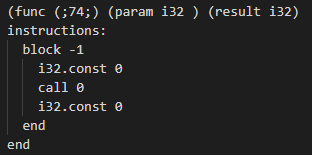 (func (;74;) (param i32 ) (result i32)
instructions:
block -1
i32.const 0
call 0
i32.const 0
end
end